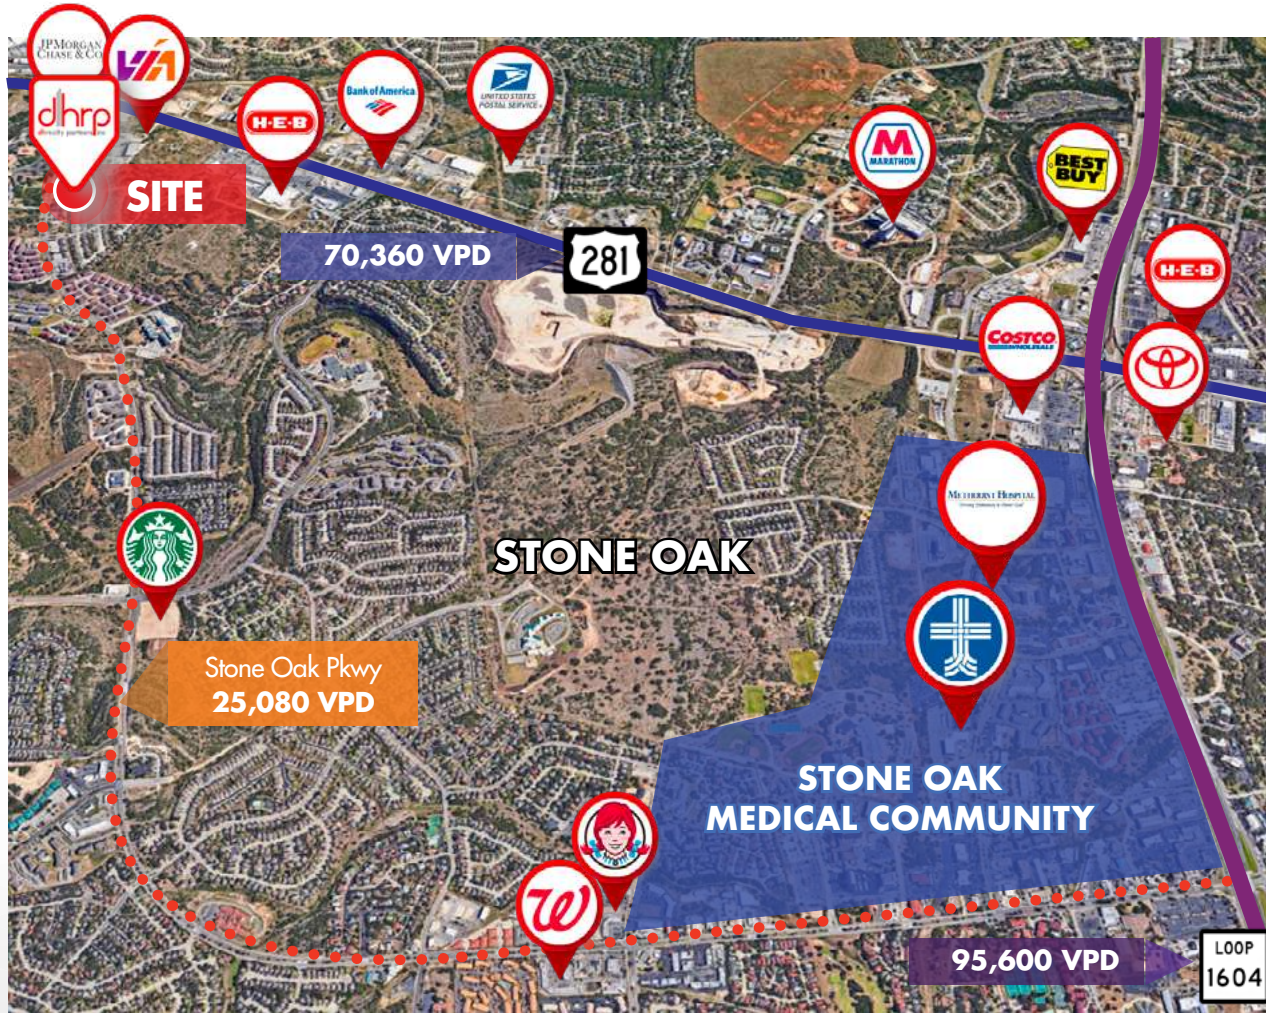 JPMORGAN
CHASE & CO
VIA
dhrp
H-E-B
Bank of America
UNITED STATES
POSTAL SERVICE
M
MARATHON
BEST
BUY
SITE
70,360 VPD
281
H-E-B
COSTCO
WHOLESALE
METHODIST HOSPITAL
STONE OAK
Stone Oak Pkwy
25,080 VPD
STONE OAK
MEDICAL COMMUNITY
W
95,600 VPD
LOOP
1604